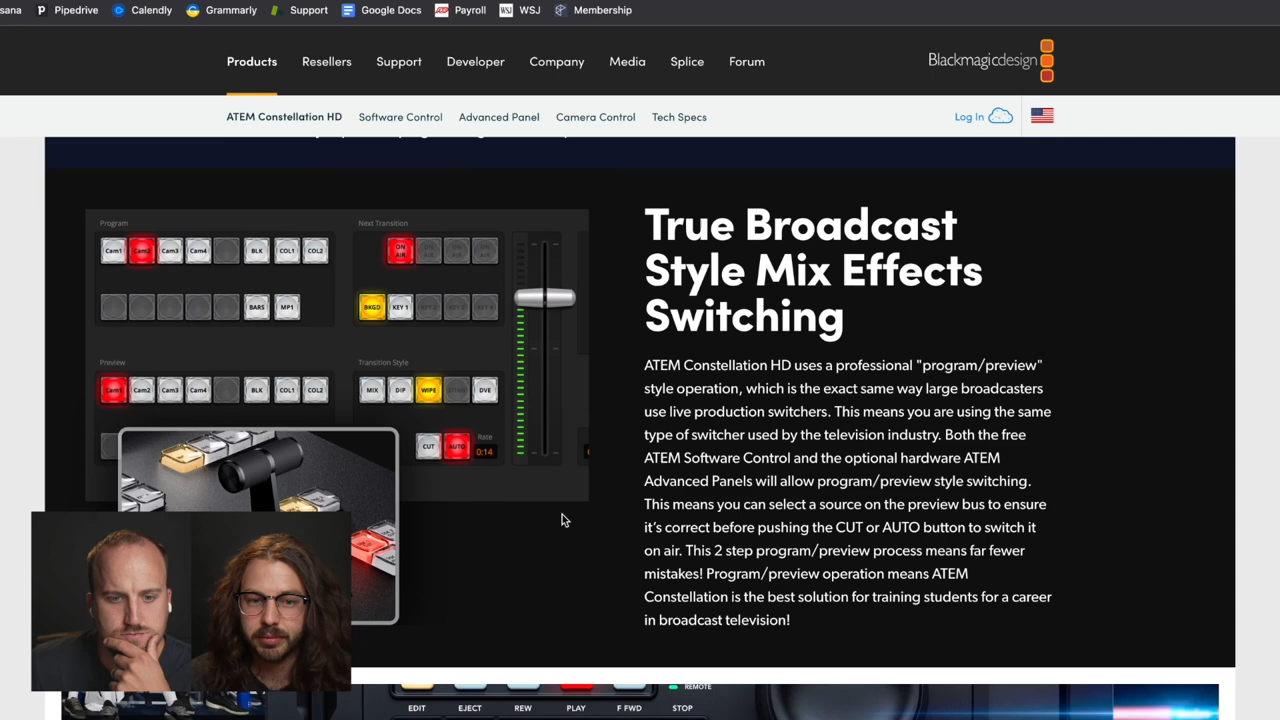 sana Pipedrive Calendly Grammarly Support Google Docs Payroll WSJ WSJ Membership
Products Resellers Support Developer Company Media Splice Forum Blackmagicdesign
ATEM Constellation HD Software Control Advanced Panel Camera Control Tech Specs Log In
Program Next Transition
Cam1 Cam2 Cam3 Cam4 BLK COL1 COL2 ON AIR
BARS MP1 BKGD KEY 1
Preview Transition Style
Cam1 Cam2 Cam3 Cam4 BLK COL1 COL2 MIX DIP WIPE DVE
CUT AUTO Rate 0:14
True Broadcast
Style Mix Effects
Switching
ATEM Constellation HD uses a professional "program/preview"
style operation, which is the exact same way large broadcasters
use live production switchers. This means you are using the same
type of switcher used by the television industry. Both the free
ATEM Software Control and the optional hardware ATEM
Advanced Panels will allow program/preview style switching.
This means you can select a source on the preview bus to ensure
it's correct before pushing the CUT or AUTO button to switch it
on air. This 2 step program/preview process means far fewer
mistakes! Program/preview operation means ATEM
Constellation is the best solution for training students for a career
in broadcast television!
REMOTE
EDIT EJECT REW PLAY F FWD STOP